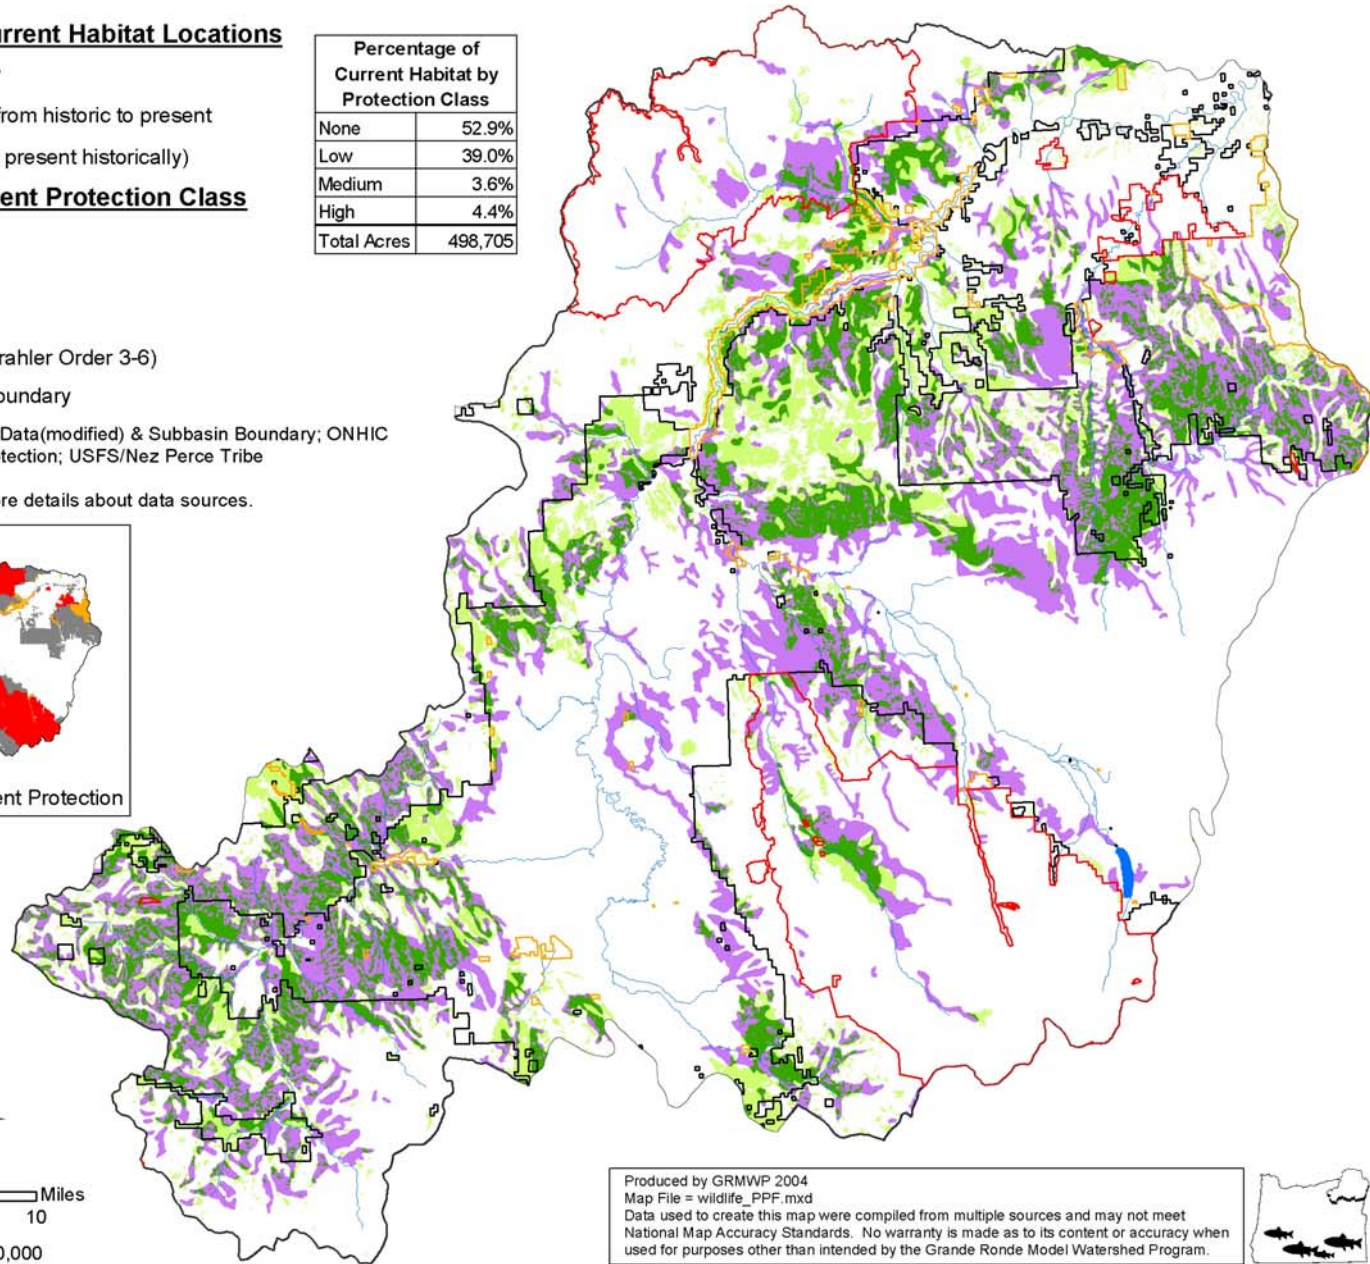 urrent Habitat Locations
from historic to present
present historically)
ent Protection Class
rahler Order 3-6)
oundary
Data(modified) & Subbasin Boundary; ONHIC
tection; USFS/Nez Perce Tribe
re details about data sources.
ent Protection
Miles
10
0,000
Percentage of
Current Habitat by
Protection Class
None 52.9%
Low 39.0%
Medium 3.6%
High 4.4%
Total Acres 498,705
Produced by GRMWP 2004
Map File = wildlife_PPF.mxd
Data used to create this map were compiled from multiple sources and may not meet
National Map Accuracy Standards. No warranty is made as to its content or accuracy when
used for purposes other than intended by the Grande Ronde Model Watershed Program.